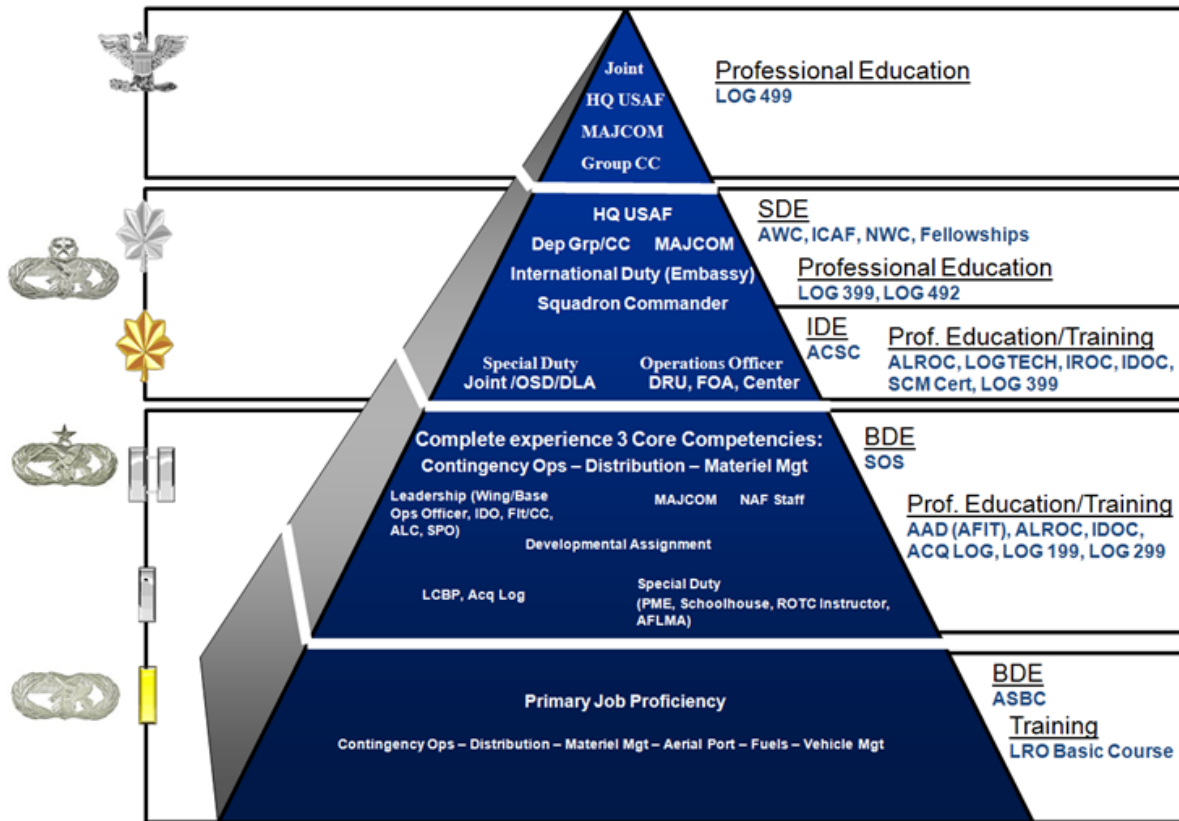 Joint
HQ USAF
MAJCOM
Group CC
Professional Education
LOG 499
HQ USAF
Dep Grp/CC MAJCOM
International Duty (Embassy)
Squadron Commander
Special Duty
Joint /OSD/DLA
Operations Officer
DRU, FOA, Center
SDE
AWC, ICAF, NWC, Fellowships
Professional Education
LOG 399, LOG 492
IDE
ACSC
Prof. Education/Training
ALROC, LOGTECH, IROC, IDOC,
SCM Cert, LOG 399
Complete experience 3 Core Competencies:
Contingency Ops – Distribution – Materiel Mgt
Leadership (Wing/Base
Ops Officer, IDO, Flt/CC,
ALC, SPO)
MAJCOM NAF Staff
Developmental Assignment
LCBP, Acq Log
Special Duty
(PME, Schoolhouse, ROTC Instructor,
AFLMA)
BDE
SOS
Prof. Education/Training
AAD (AFIT), ALROC, IDOC,
ACQ LOG, LOG 199, LOG 299
Primary Job Proficiency
Contingency Ops – Distribution – Materiel Mgt – Aerial Port – Fuels – Vehicle Mgt
BDE
ASBC
Training
LRO Basic Course